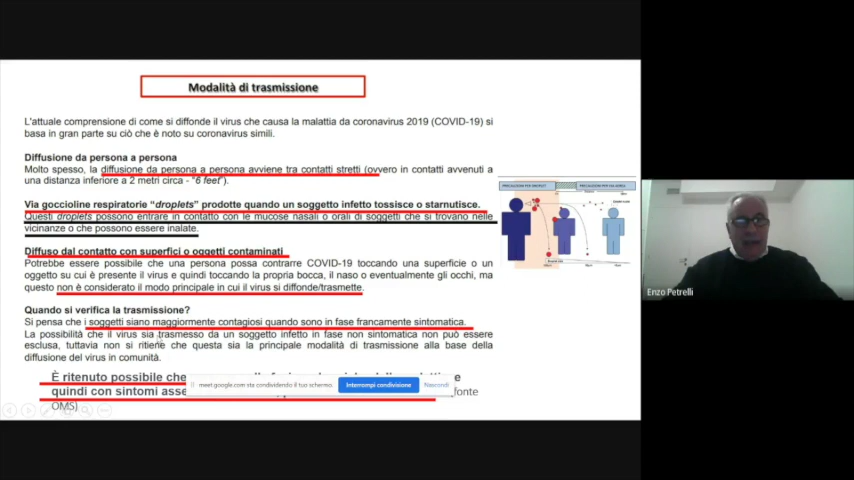 Modalità di trasmissione
L'attuale comprensione di come si diffonde il virus che causa la malattia da coronavirus 2019 (COVID-19) si
basa in gran parte su ciò che è noto su coronavirus simili.
Diffusione da persona a persona
Molto spesso, la diffusione da persona a persona avviene tra contatti stretti (ovvero in contatti avvenuti a
una distanza inferiore a 2 metri circa - "6 feet").
Via goccioline respiratorie "droplets" prodotte quando un soggetto infetto tossisce o starnutisce.
Questi droplets possono entrare in contatto con le mucose nasali o orali di soggetti che si trovano nelle
vicinanze o che possono essere inalate.
Diffuso dal contatto con superfici o oggetti contaminati
Potrebbe essere possibile che una persona possa contrarre COVID-19 toccando una superficie o un
oggetto su cui è presente il virus e quindi toccando la propria bocca, il naso o eventualmente gli occhi, ma
questo non è considerato il modo principale in cui il virus si diffonde/trasmette.
Quando si verifica la trasmissione?
Si pensa che i soggetti siano maggiormente contagiosi quando sono in fase francamente sintomatica.
La possibilità che il virus sia trasmesso da un soggetto infetto in fase non sintomatica non può essere
esclusa, tuttavia non si ritiene che questa sia la principale modalità di trasmissione alla base della
diffusione del virus in comunità.
È ritenuto possibile che
quindi con sintomi (fonte
OMS)
meet.google.com sta condividendo il tuo schermo.
Interrompi condivisione
Nascondi
Enzo Petrelli